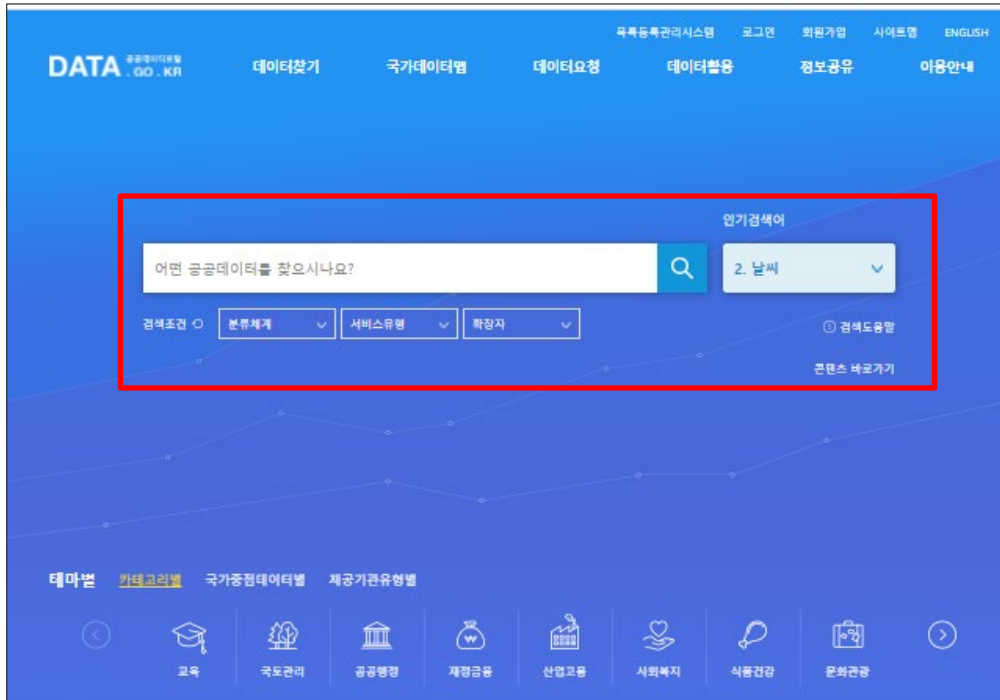 목록등록관리시스템 로그인 회원가입 사이트맵 ENGLISH
DATA .GO.KR 공공데이터포털
데이터찾기 국가데이터맵 데이터요청 데이터활용 정보공유 이용안내
인기검색어
어떤 공공데이터를 찾으시나요? 2. 날씨
검색조건 분류체계 서비스유형 확장자 검색도움말
콘텐츠 바로가기
테마별 카테고리별 국가중점데이터별 제공기관유형별
교육 국토관리 공공행정 재정금융 산업고용 사회복지 식품건강 문화관광